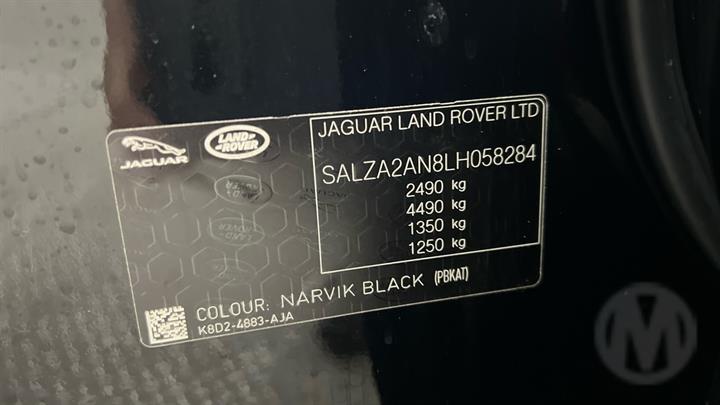 JAGUAR
LAND ROVER
JAGUAR LAND ROVER LTD
SALZA2AN8LH058284
2490 kg
4490 kg
1350 kg
1250 kg
COLOUR: NARVIK BLACK (PBKAT)
K8D2-4883-AJA
M